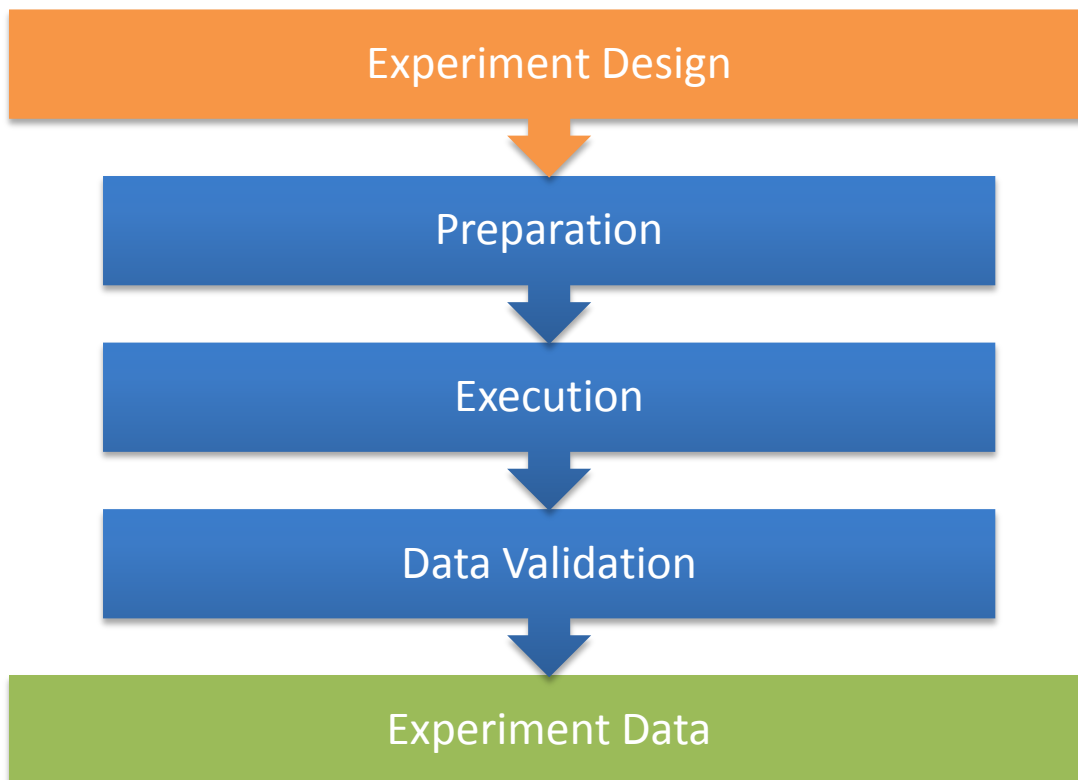 Experiment Design
Preparation
Execution
Data Validation
Experiment Data